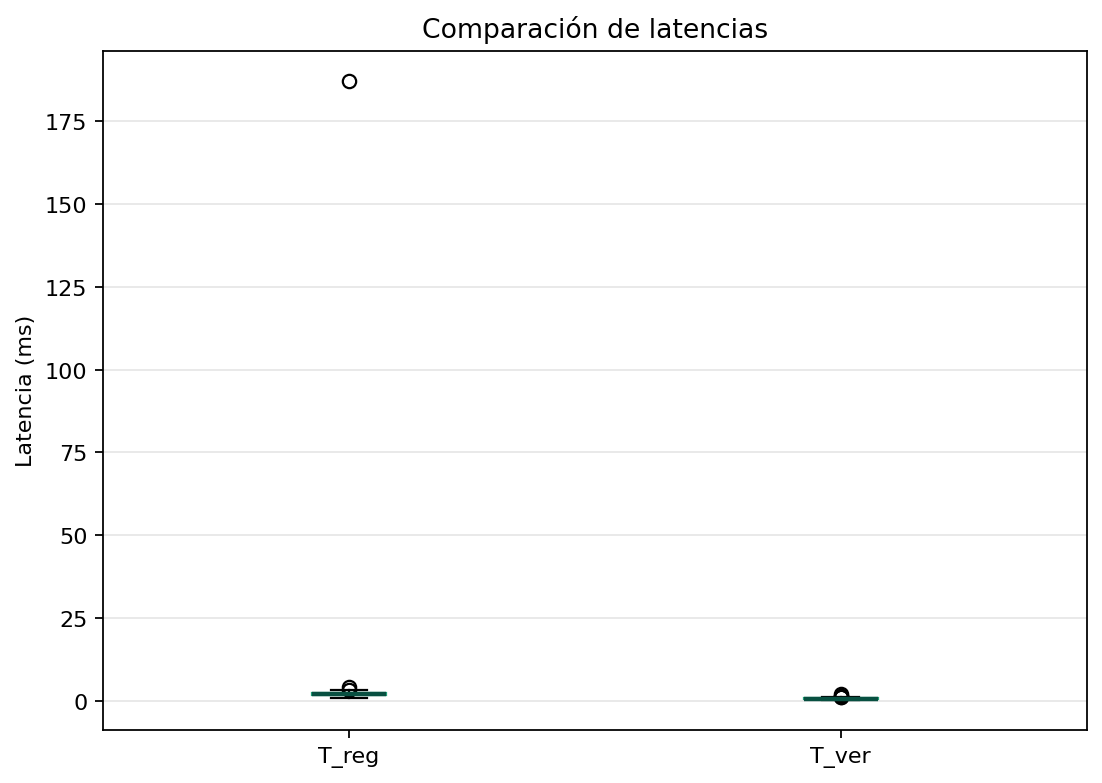 Comparación de latencias
Latencia (ms)
175
150
125
100
75
50
25
0
T_reg
T_ver